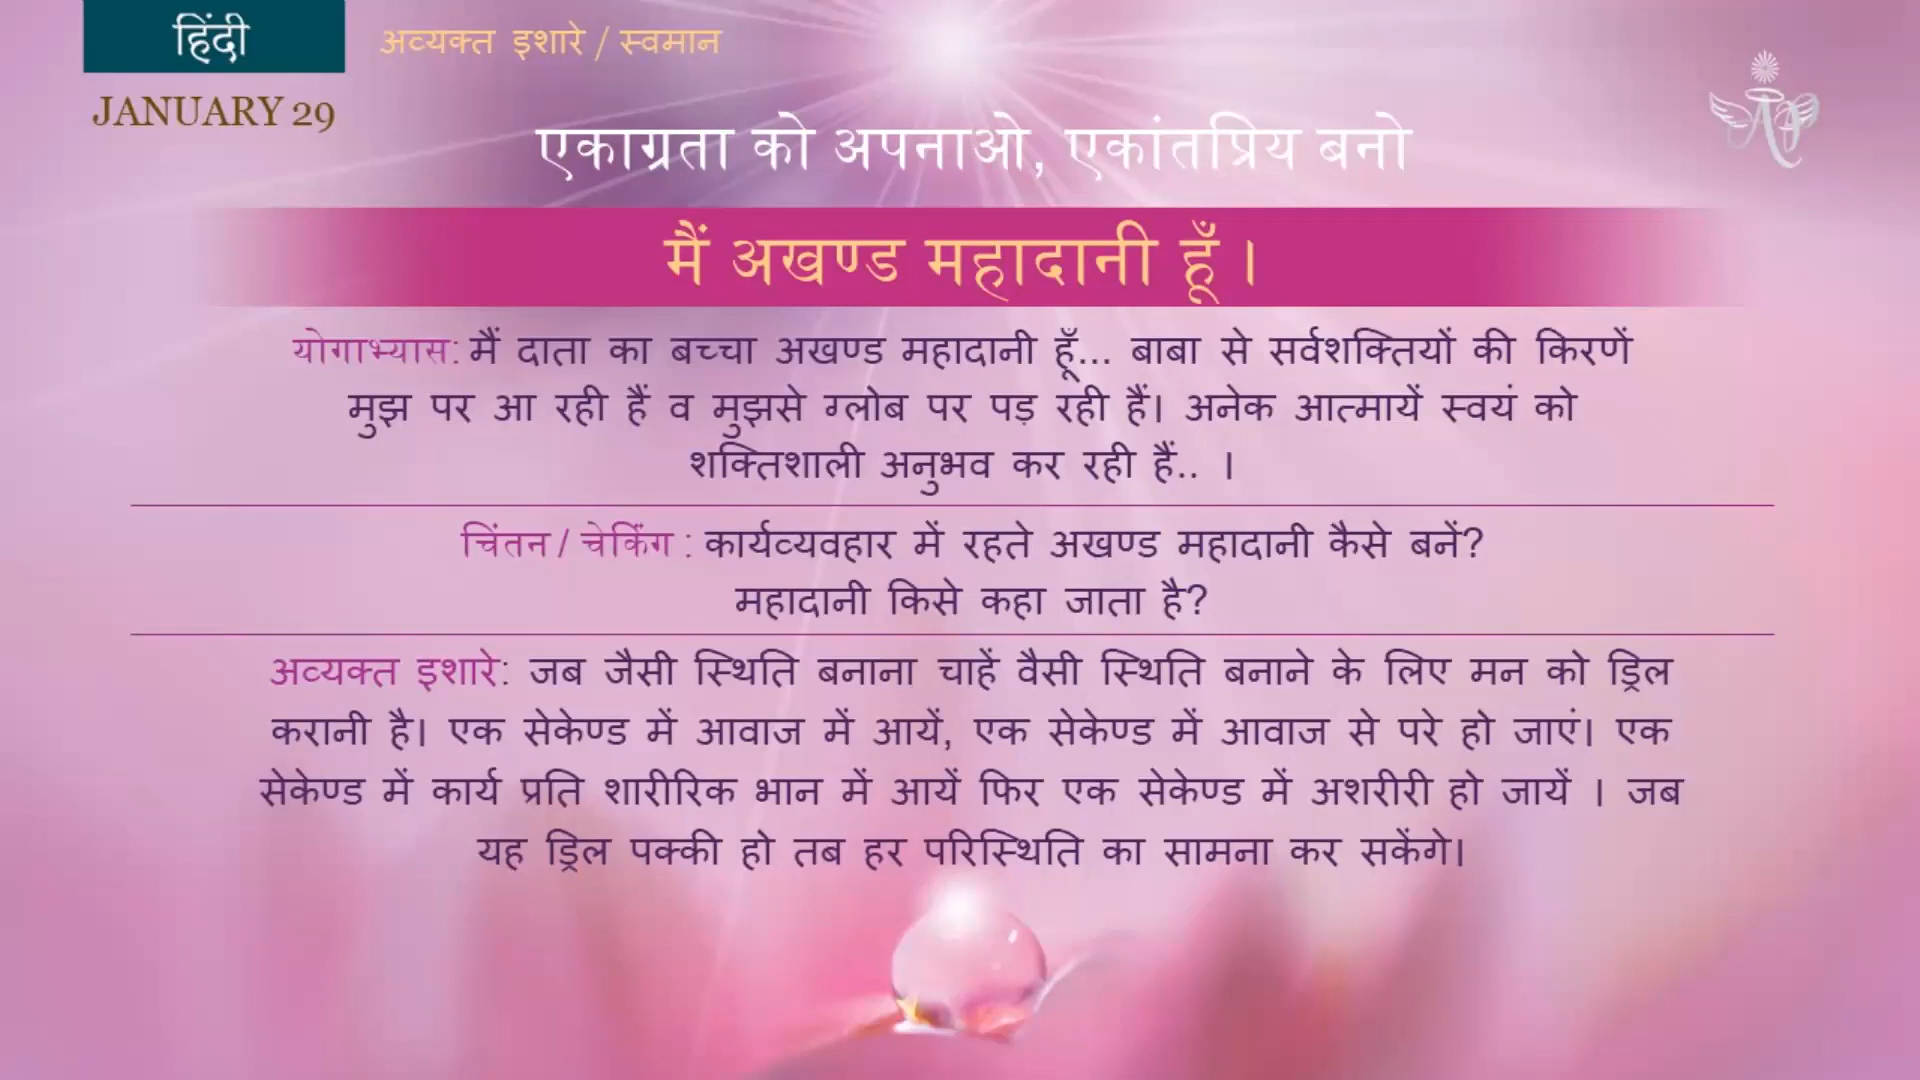 हिंदी
अव्यक्त इशारे / स्वमान
JANUARY 29
एकाग्रता को अपनाओ, एकांतप्रिय बनो
मैं अखण्ड महादानी हूँ ।
योगाभ्यास: मैं दाता का बच्चा अखण्ड महादानी हूँ... बाबा से सर्वशक्तियों की किरणें
मुझ पर आ रही हैं व मुझसे ग्लोब पर पड़ रही हैं। अनेक आत्मायें स्वयं को
शक्तिशाली अनुभव कर रही हैं.. ।
चिंतन / चेकिंग : कार्यव्यवहार में रहते अखण्ड महादानी कैसे बनें?
महादानी किसे कहा जाता है?
अव्यक्त इशारे: जब जैसी स्थिति बनाना चाहें वैसी स्थिति बनाने के लिए मन को ड्रिल
करानी है। एक सेकेण्ड में आवाज में आयें, एक सेकेण्ड में आवाज से परे हो जाएं। एक
सेकेण्ड में कार्य प्रति शारीरिक भान में आयें फिर एक सेकेण्ड में अशरीरी हो जायें । जब
यह ड्रिल पक्की हो तब हर परिस्थिति का सामना कर सकेंगे।